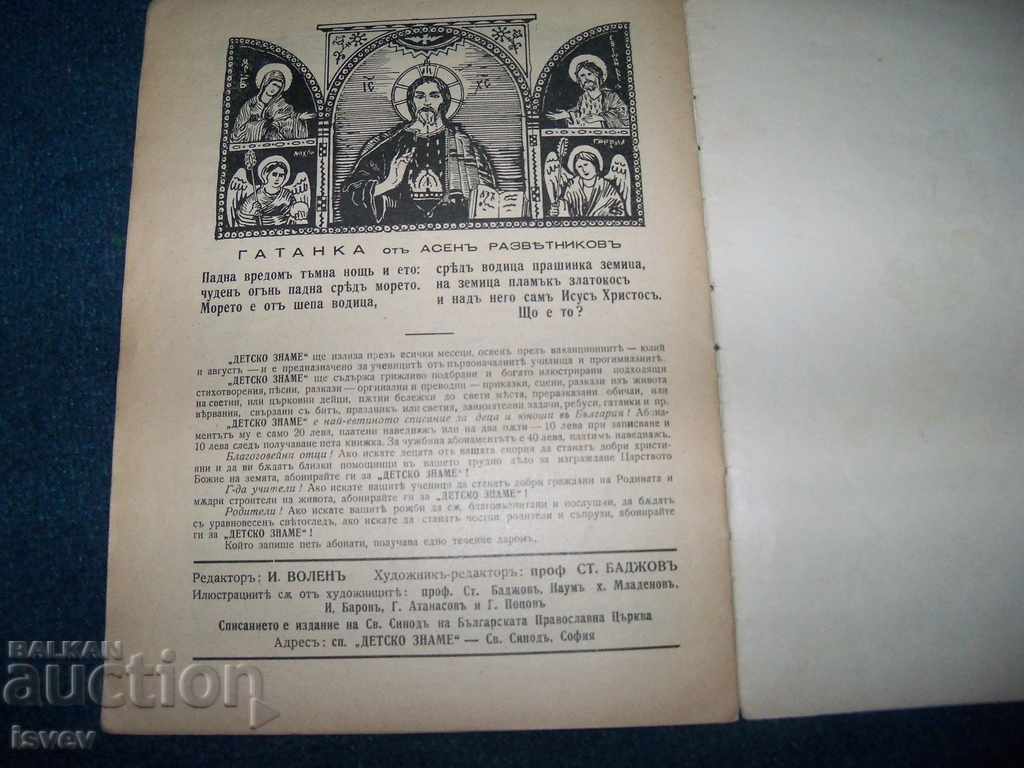 ІС ХС
ГАТАНКА отъ АСЕНЪ РАЗВѢТНИКОВЪ
Падна вредомъ тъмна нощь и ето:
чуденъ огънь падна срѣдъ морето.
Морето е отъ шепа водица,
срѣдъ водица прашинка земица,
на земица пламъкъ златокосъ
и надъ него самъ Исусъ Христосъ.
Що е то?
„ДЕТСКО ЗНАМЕ“ ще излиза презъ всички месеци, освенъ презъ ваканционнитѣ — юлий
и августъ — и е предназначено за ученицитѣ отъ първоначалнитѣ училища и прогимназиитѣ.
„ДЕТСКО ЗНАМЕ“ ще съдържа грижливо подбрани и богато илюстрирани подходящи
стихотворения, пѣсни, разкази — оргинални и преводни — приказки, сцени, разкази изъ живота
на светии, или църковни дейци, пѫтни бележки до свети мѣста, преразказани обичаи, или
вѣрвания, свързани съ битъ, праздникъ или светия, занимателни задачи, ребуси, гатанки и пр.
„ДЕТСКО ЗНАМЕ“ е най-евтиното списание за деца и юноши въ България! Абона-
ментътъ му е само 20 лева, платени наведнижъ или на два пѫти — 10 лева при записване и
10 лева следъ получаване пета книжка. За чужбина абонаментътъ е 40 лева, платимъ наведнажъ.
Благоговейни отци! Ако искате децата отъ вашата енория да станатъ добри христи-
яни и да ви бѫдатъ близки помощници въ вашето трудно дѣло за изграждане Царството
Божие на земята, абонирайте ги за „ДЕТСКО ЗНАМЕ“!
Г-да учители! Ако искате вашитѣ ученици да станатъ добри граждани на Родината и
мѫдри строители на живота, абонирайте ги за „ДЕТСКО ЗНАМЕ“!
Родители! Ако искате вашитѣ рожби да сѫ благовъзпитани и послушни, да бѫдатъ
съ уравновесенъ свѣтогледъ, ако искате да станатъ честни родители и съпрузи, абонирайте
ги за „ДЕТСКО ЗНАМЕ“!
Който запише петь абонати, получава едно течение даромъ.
Редакторъ: И. ВОЛЕНЪ Художникъ-редакторъ: проф СТ. БАДЖОВЪ
Илюстрациитѣ сѫ отъ художницитѣ: проф. Ст. Баджовъ, Наумъ х. Младеновъ,
И. Баровъ, Г. Атанасовъ и Г. Поповъ
Списанието е издание на Св. Синодъ на Българската Православна Църква
Адресъ: сп. „ДЕТСКО ЗНАМЕ“ — Св. Синодъ, София
BALKAN
auction
isvev